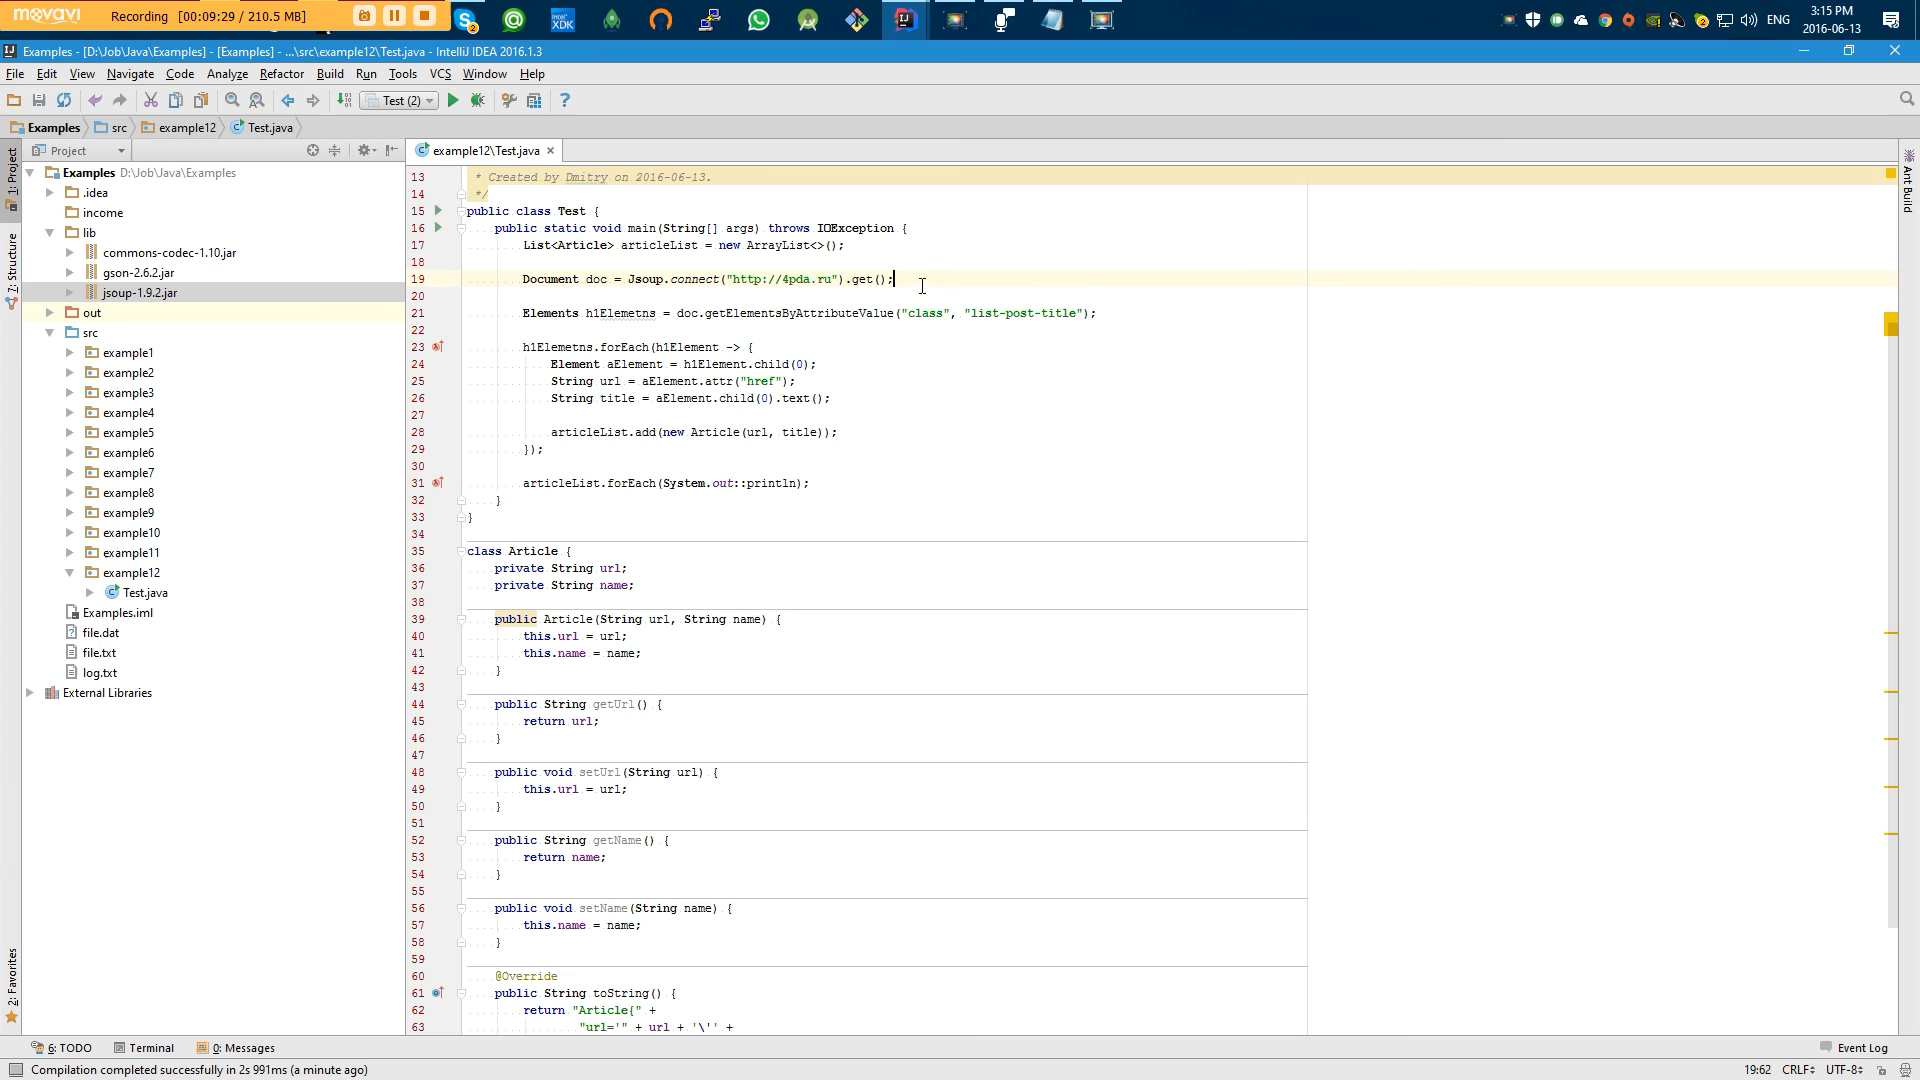 movavi Recording [00:09:29 / 210.5 MB] ENG 3:15 PM
2016-06-13
Examples - [D:\Job\Java\Examples] - [Examples] - ...\src\example12\Test.java - IntelliJ IDEA 2016.1.3
File Edit View Navigate Code Analyze Refactor Build Run Tools VCS Window Help
Test (2)
Examples src example12 Test.java
Project example12\Test.java
1: Project
7: Structure
2: Favorites
Ant Build
Examples D:\Job\Java\Examples
.idea
income
lib
commons-codec-1.10.jar
gson-2.6.2.jar
jsoup-1.9.2.jar
out
src
example1
example2
example3
example4
example5
example6
example7
example8
example9
example10
example11
example12
Test.java
Examples.iml
file.dat
file.txt
log.txt
External Libraries
13 * Created by Dmitry on 2016-06-13.
14 */
15 public class Test {
16 public static void main(String[] args) throws IOException {
17 List<Article> articleList = new ArrayList<>();
18
19 Document doc = Jsoup.connect("http://4pda.ru").get();
20
21 Elements h1Elemetns = doc.getElementsByAttributeValue("class", "list-post-title");
22
23 h1Elemetns.forEach(h1Element -> {
24 Element aElement = h1Element.child(0);
25 String url = aElement.attr("href");
26 String title = aElement.child(0).text();
27
28 articleList.add(new Article(url, title));
29 });
30
31 articleList.forEach(System.out::println);
32 }
33 }
34
35 class Article {
36 private String url;
37 private String name;
38
39 public Article(String url, String name) {
40 this.url = url;
41 this.name = name;
42 }
43
44 public String getUrl() {
45 return url;
46 }
47
48 public void setUrl(String url) {
49 this.url = url;
50 }
51
52 public String getName() {
53 return name;
54 }
55
56 public void setName(String name) {
57 this.name = name;
58 }
59
60 @Override
61 public String toString() {
62 return "Article{" +
63 "url='" + url + '\'' +
6: TODO Terminal 0: Messages Event Log
Compilation completed successfully in 2s 991ms (a minute ago) 19:62 CRLF UTF-8